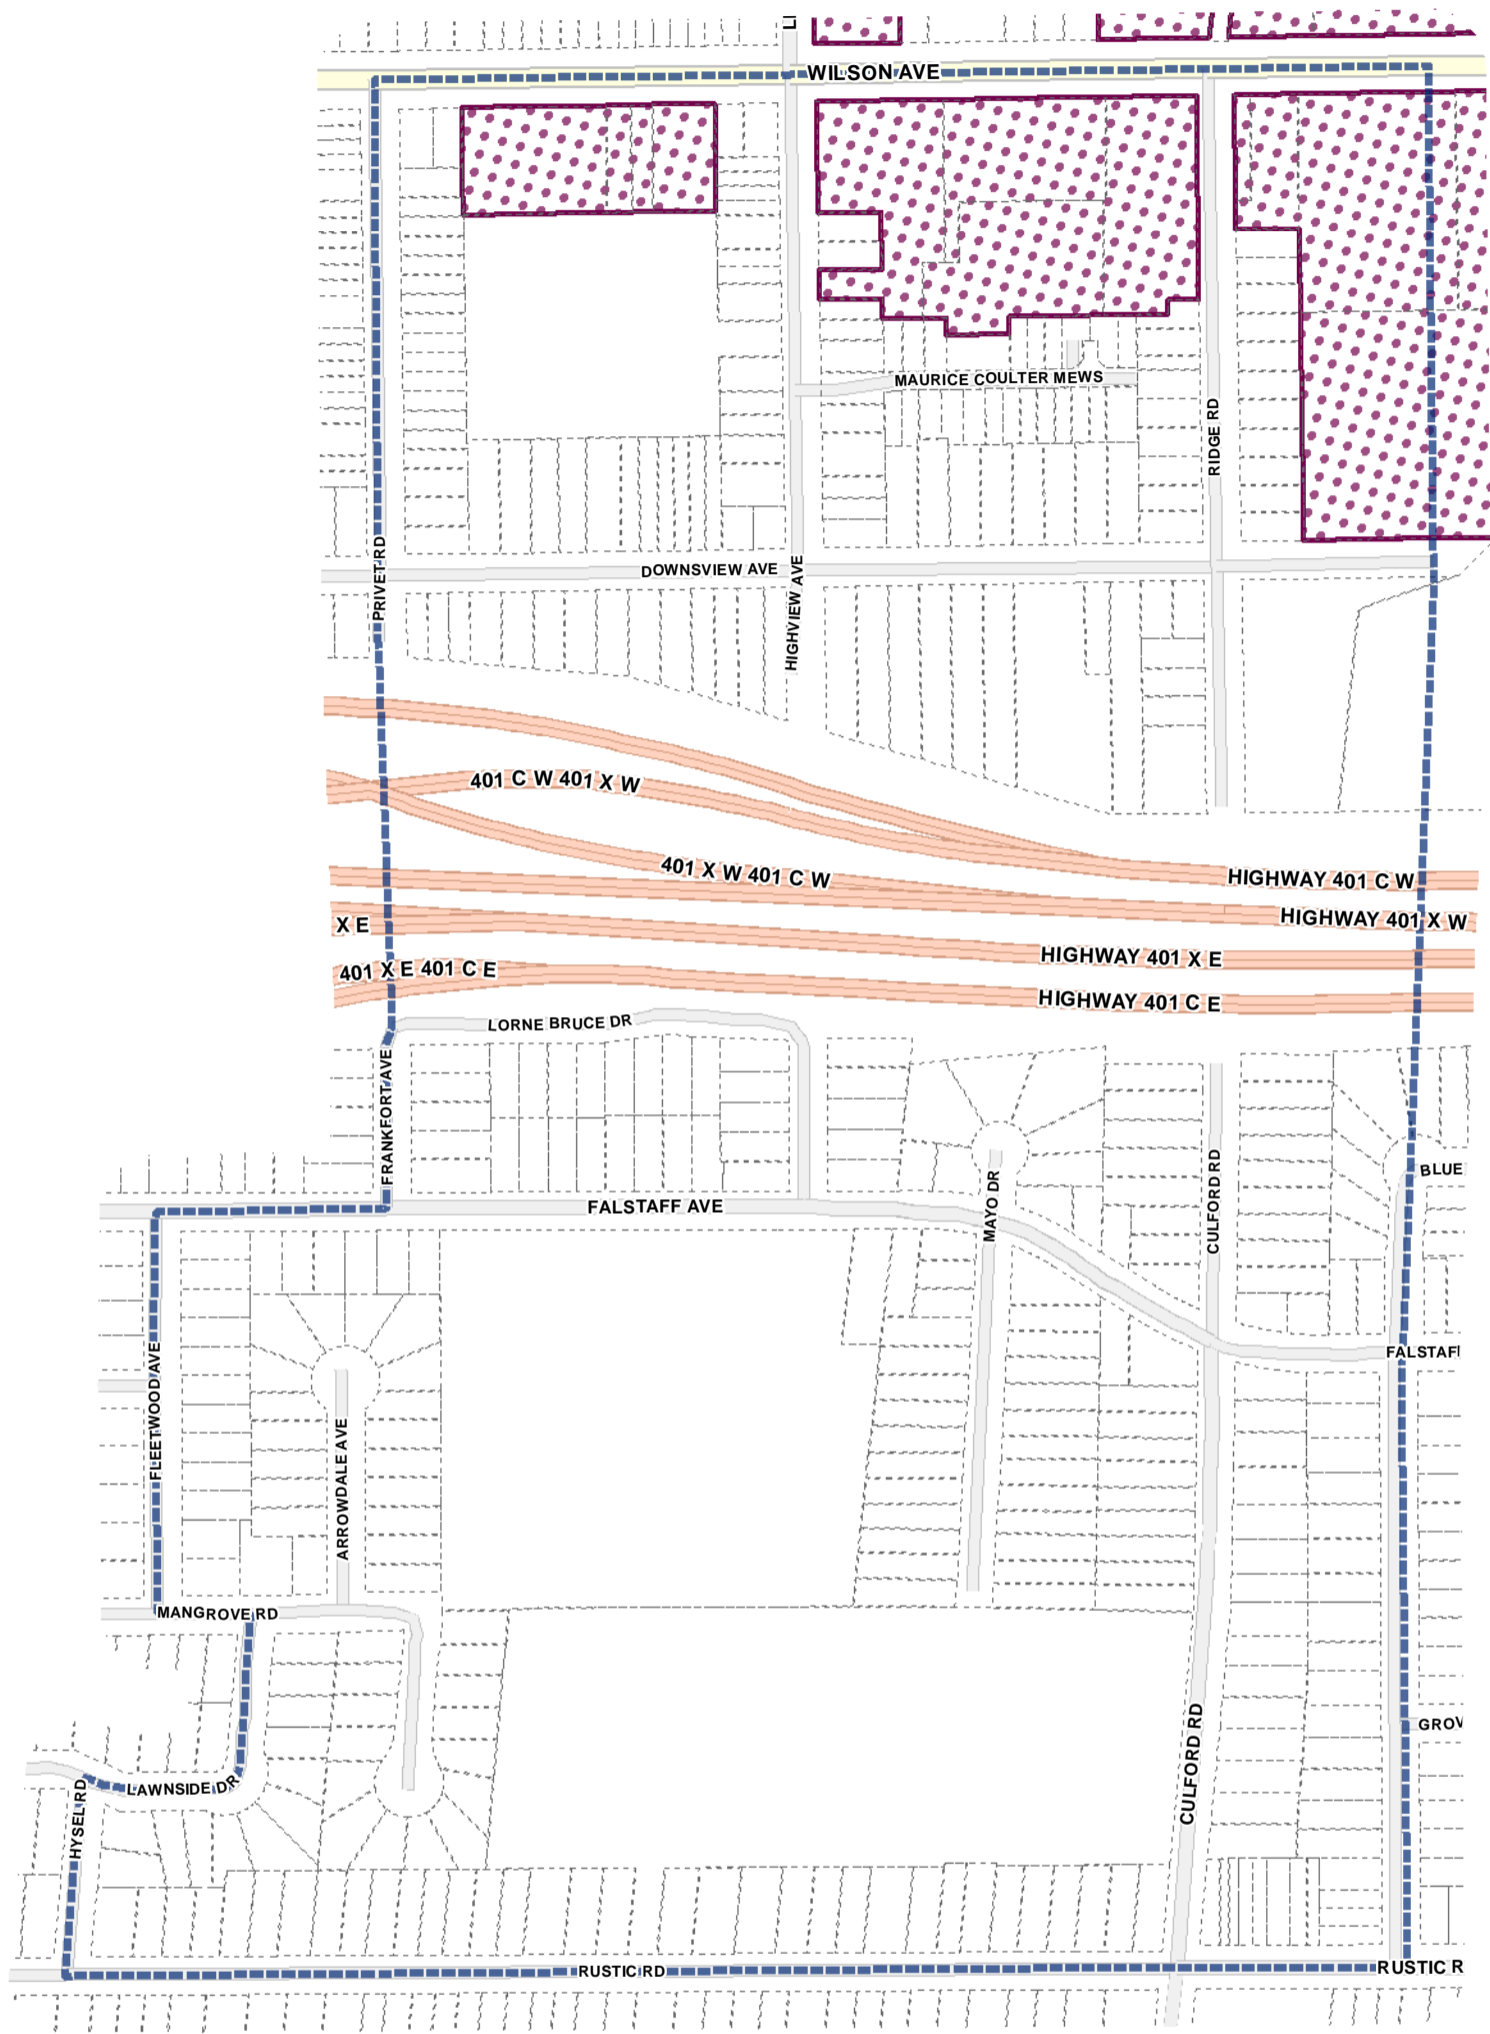 WILSON AVE
MAURICE COULTER MEWS
RIDGE RD
PRIVET RD
DOWNSVIEW AVE
HIGHVIEW AVE
401 C W 401 X W
401 X W 401 C W
HIGHWAY 401 C W
HIGHWAY 401 X W
X E
HIGHWAY 401 X E
401 X E 401 C E
HIGHWAY 401 C E
LORNE BRUCE DR
FRANKFORT AVE
BLUE
MAYO DR
CULFORD RD
FALSTAFF AVE
FALSTAF
FLEETWOOD AVE
ARROWDALE AVE
MANGROVE RD
CULFORD RD
GROV
LAWNSIDE DR
HYSEL RD
RUSTIC RD
RUSTIC R